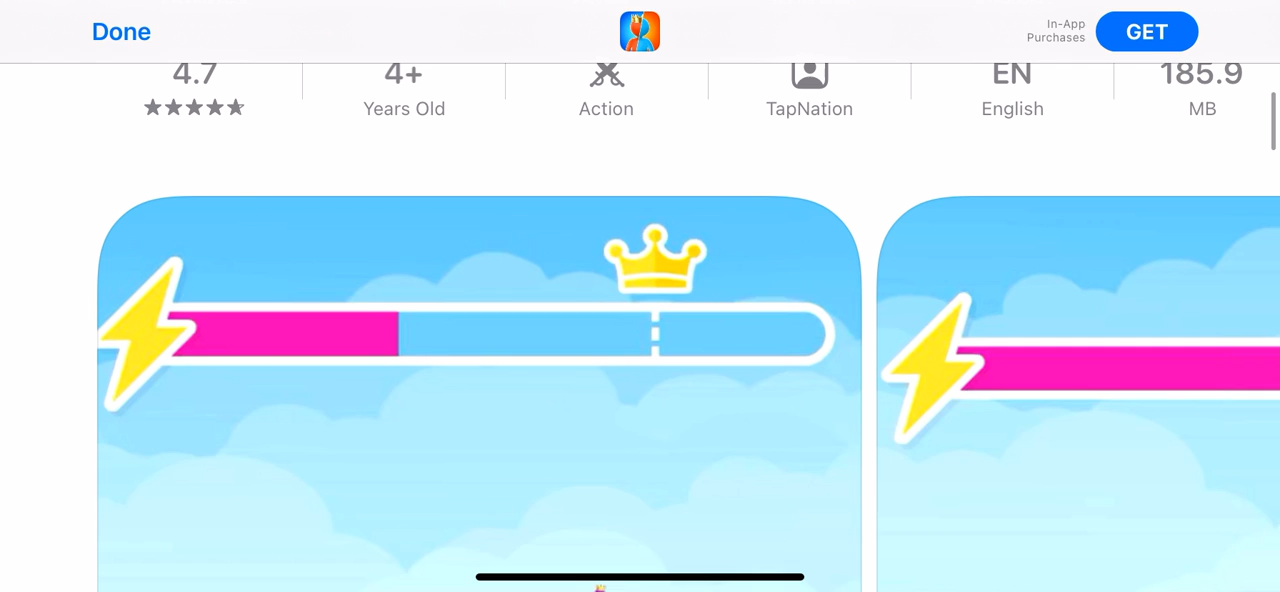 Done
In-App
Purchases
GET
4.7
4+
EN
185.9
Years Old
Action
TapNation
English
MB